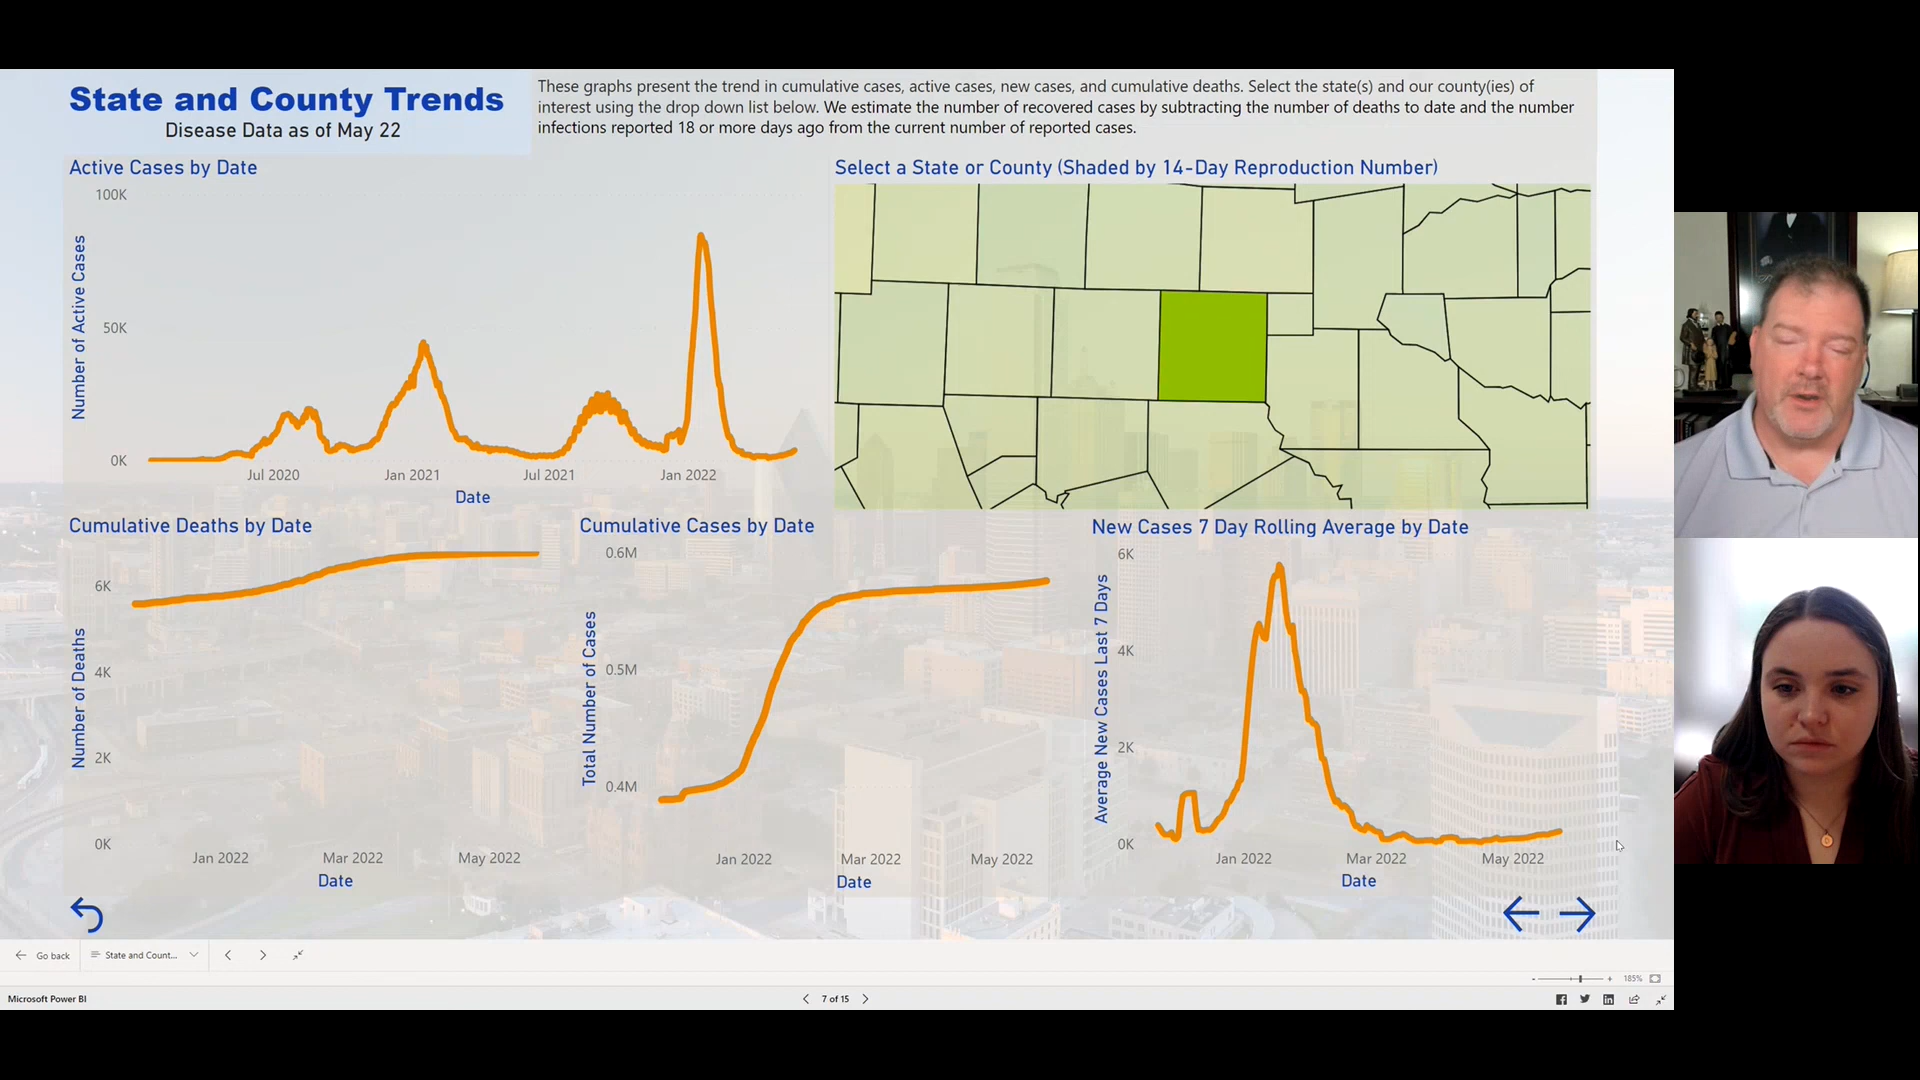 State and County Trends
Disease Data as of May 22
These graphs present the trend in cumulative cases, active cases, new cases, and cumulative deaths. Select the state(s) and our county(ies) of
interest using the drop down list below. We estimate the number of recovered cases by subtracting the number of deaths to date and the number
infections reported 18 or more days ago from the current number of reported cases.
Active Cases by Date
Number of Active Cases
100K
50K
0K
Jul 2020
Jan 2021
Jul 2021
Jan 2022
Date
Select a State or County (Shaded by 14-Day Reproduction Number)
Cumulative Deaths by Date
Number of Deaths
6K
4K
2K
0K
Jan 2022
Mar 2022
May 2022
Date
Cumulative Cases by Date
Total Number of Cases
0.6M
0.5M
0.4M
Jan 2022
Mar 2022
May 2022
Date
New Cases 7 Day Rolling Average by Date
Average New Cases Last 7 Days
6K
4K
2K
0K
Jan 2022
Mar 2022
May 2022
Date
Go back
State and Count...
185%
Microsoft Power BI
7 of 15